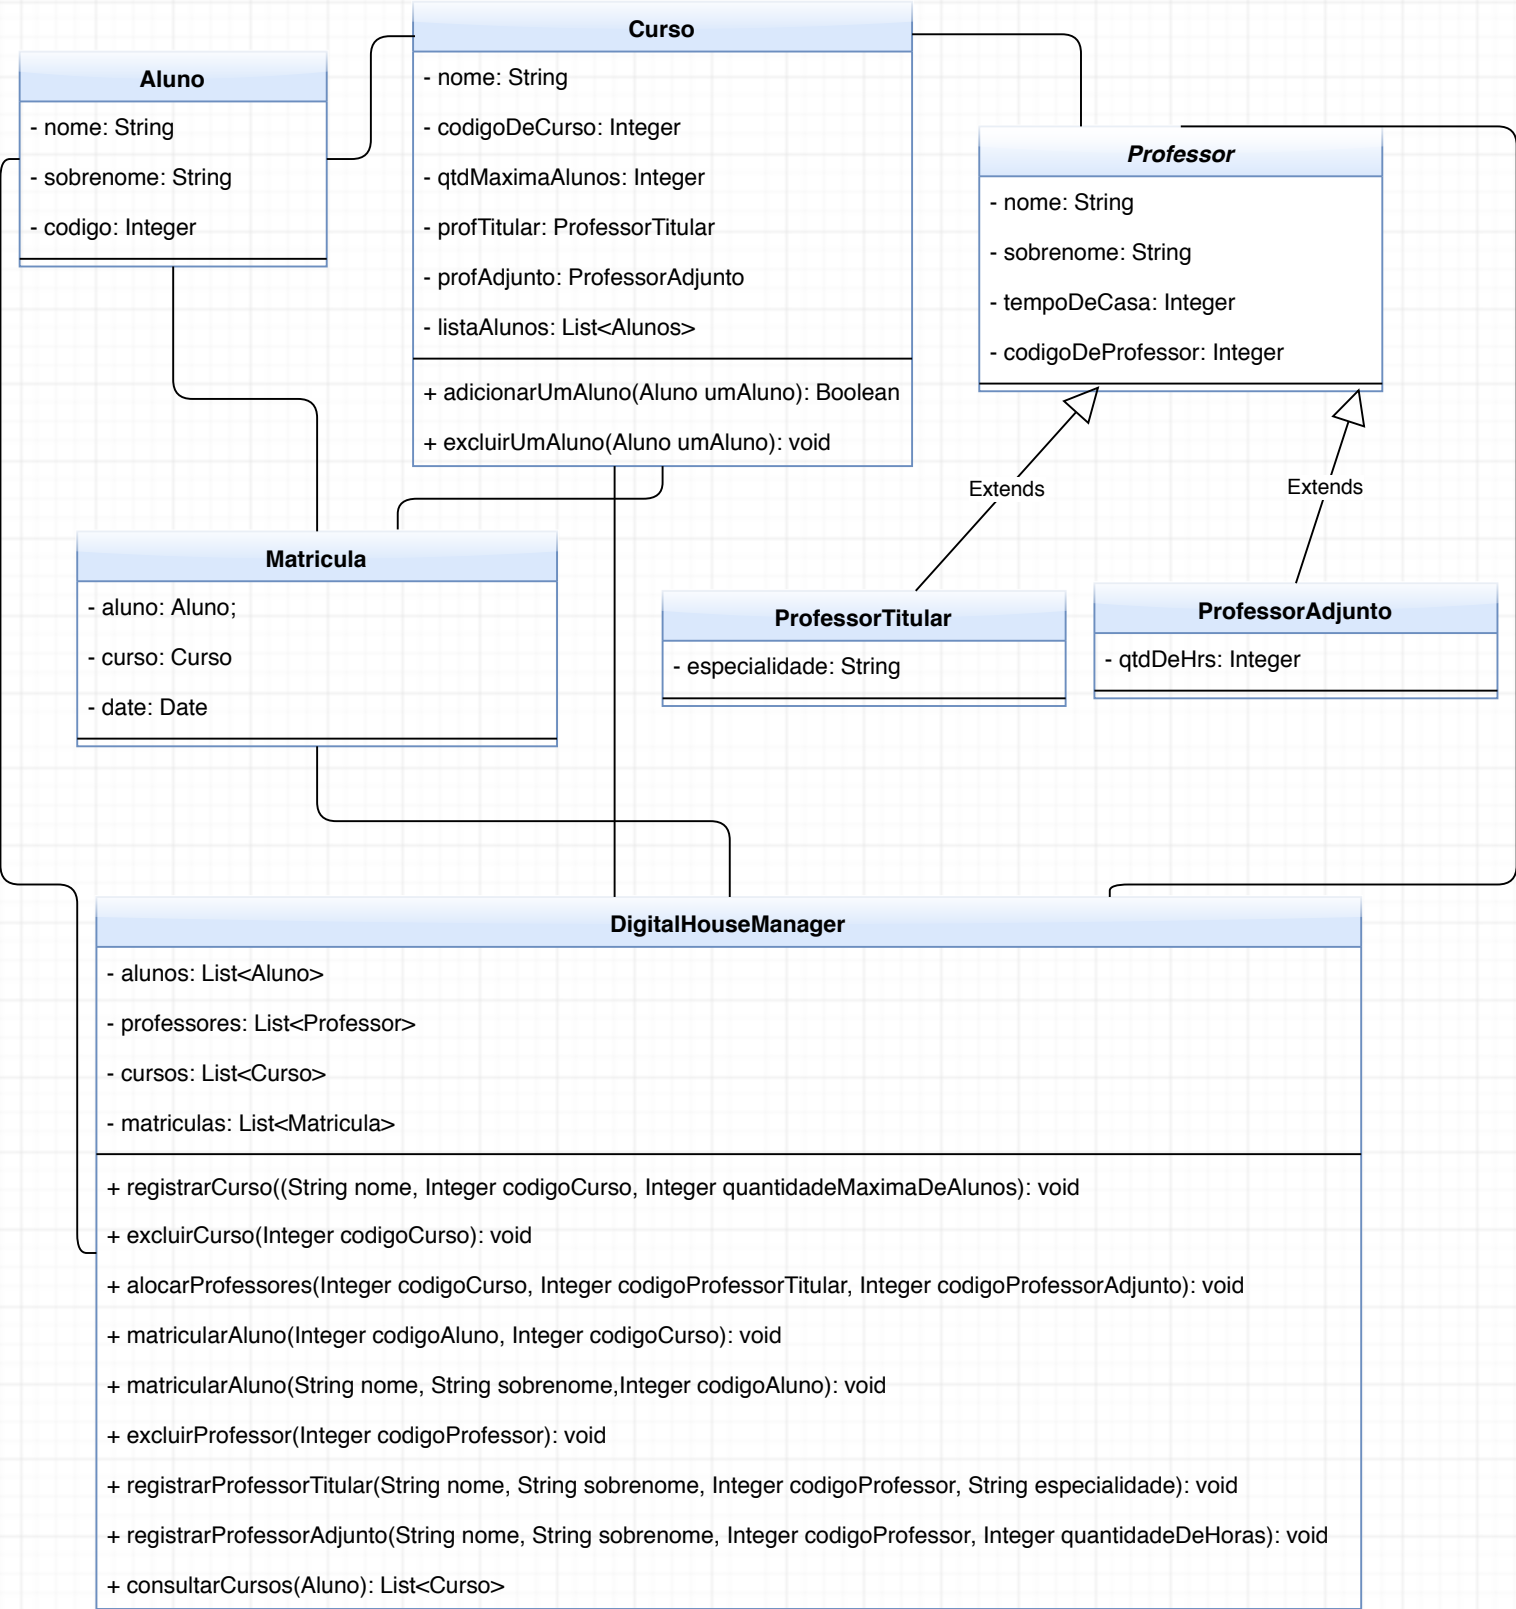 Aluno
- nome: String
- sobrenome: String
- codigo: Integer
Curso
- nome: String
- codigoDeCurso: Integer
- qtdMaximaAlunos: Integer
- profTitular: ProfessorTitular
- profAdjunto: ProfessorAdjunto
- listaAlunos: List<Alunos>
+ adicionarUmAluno(Aluno umAluno): Boolean
+ excluirUmAluno(Aluno umAluno): void
Professor
- nome: String
- sobrenome: String
- tempoDeCasa: Integer
- codigoDeProfessor: Integer
Extends
Extends
Matricula
- aluno: Aluno;
- curso: Curso
- date: Date
ProfessorTitular
- especialidade: String
ProfessorAdjunto
- qtdDeHrs: Integer
DigitalHouseManager
- alunos: List<Aluno>
- professores: List<Professor>
- cursos: List<Curso>
- matriculas: List<Matricula>
+ registrarCurso((String nome, Integer codigoCurso, Integer quantidadeMaximaDeAlunos): void
+ excluirCurso(Integer codigoCurso): void
+ alocarProfessores(Integer codigoCurso, Integer codigoProfessorTitular, Integer codigoProfessorAdjunto): void
+ matricularAluno(Integer codigoAluno, Integer codigoCurso): void
+ matricularAluno(String nome, String sobrenome,Integer codigoAluno): void
+ excluirProfessor(Integer codigoProfessor): void
+ registrarProfessorTitular(String nome, String sobrenome, Integer codigoProfessor, String especialidade): void
+ registrarProfessorAdjunto(String nome, String sobrenome, Integer codigoProfessor, Integer quantidadeDeHoras): void
+ consultarCursos(Aluno): List<Curso>